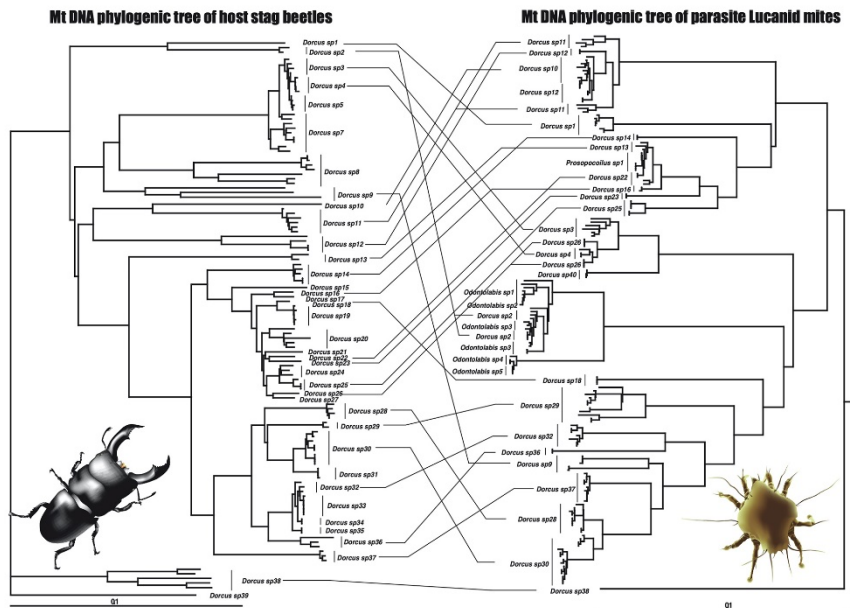 Mt DNA phylogenic tree of host stag beetles
Dorcus sp1
Dorcus sp2
Dorcus sp3
Dorcus sp4
Dorcus sp5
Dorcus sp7
Dorcus sp8
Dorcus sp9
Dorcus sp10
Dorcus sp11
Dorcus sp12
Dorcus sp13
Dorcus sp14
Dorcus sp15
Dorcus sp16
Dorcus sp17
Dorcus sp18
Dorcus sp19
Dorcus sp20
Dorcus sp21
Dorcus sp22
Dorcus sp23
Dorcus sp24
Dorcus sp25
Dorcus sp26
Dorcus sp27
Dorcus sp28
Dorcus sp29
Dorcus sp30
Dorcus sp31
Dorcus sp32
Dorcus sp33
Dorcus sp34
Dorcus sp35
Dorcus sp36
Dorcus sp37
Dorcus sp38
Dorcus sp39
01
Mt DNA phylogenic tree of parasite Lucanid mites
Dorcus sp11
Dorcus sp12
Dorcus sp10
Dorcus sp12
Dorcus sp11
Dorcus sp1
Dorcus sp14
Dorcus sp13
Prosopocoilus sp1
Dorcus sp22
Dorcus sp16
Dorcus sp23
Dorcus sp25
Dorcus sp3
Dorcus sp26
Dorcus sp4
Dorcus sp26
Dorcus sp40
Odontolabis sp1
Odontolabis sp2
Dorcus sp2
Odontolabis sp3
Dorcus sp2
Odontolabis sp3
Odontolabis sp4
Odontolabis sp5
Dorcus sp18
Dorcus sp29
Dorcus sp32
Dorcus sp36
Dorcus sp9
Dorcus sp37
Dorcus sp28
Dorcus sp30
Dorcus sp38
01